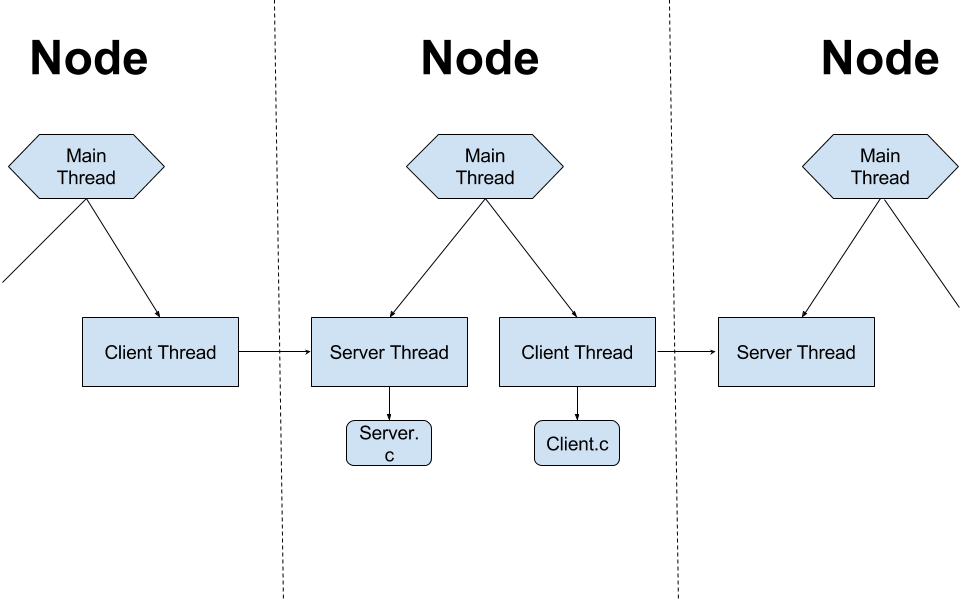 Node
Node
Node
Main
Thread
Main
Thread
Main
Thread
Client Thread
Server Thread
Client Thread
Server Thread
Server.
c
Client.c